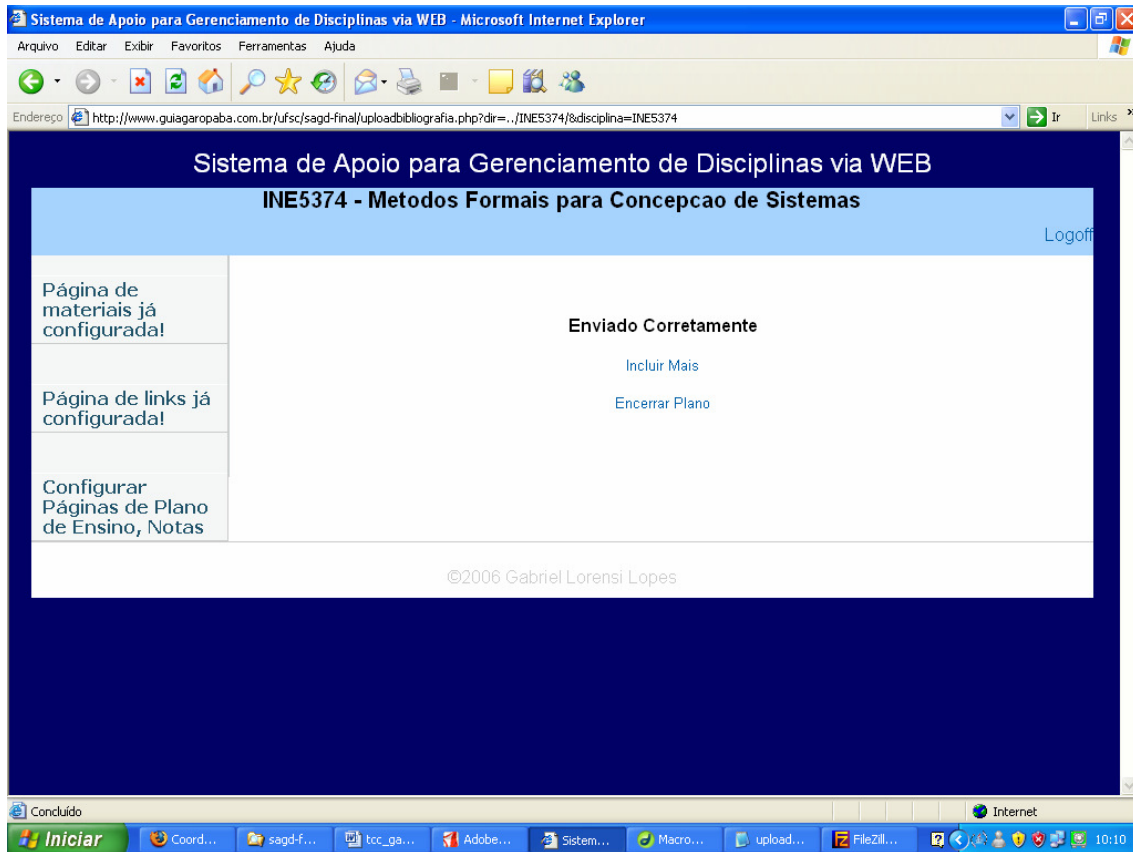 Sistema de Apoio para Gerenciamento de Disciplinas via WEB - Microsoft Internet Explorer
Arquivo Editar Exibir Favoritos Ferramentas Ajuda
Endereço http://www.guiagaropaba.com.br/ufsc/sagd-final/uploadbibliografia.php?dir=../INE5374/&disciplina=INE5374 Ir Links »
Sistema de Apoio para Gerenciamento de Disciplinas via WEB
INE5374 - Metodos Formais para Concepcao de Sistemas
Logoff
Página de
materiais já
configurada!
Página de links já
configurada!
Configurar
Páginas de Plano
de Ensino, Notas
Enviado Corretamente
Incluir Mais
Encerrar Plano
©2006 Gabriel Lorensi Lopes
Concluído Internet
Iniciar Coord... sagd-f... tcc_ga... Adobe... Sistem... Macro... upload... FileZill... 10:10